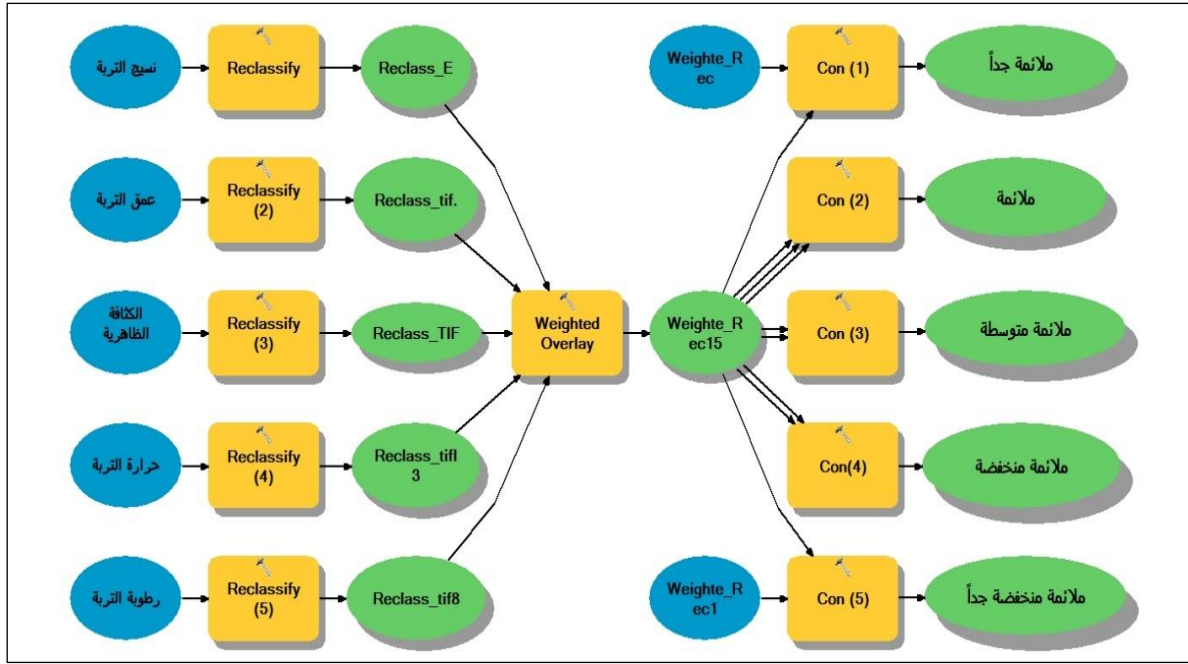 نسيج التربة
Reclassify
Reclass_E
Weighte_R
ec
Con (1)
ملائمة جداً
عمق التربة
Reclassify
(2)
Reclass_tif.
Con (2)
ملائمة
الكثافة
الظاهرية
Reclassify
(3)
Reclass_TIF
Weighted
Overlay
Weighte_R
ec15
Con (3)
ملائمة متوسطة
حرارة التربة
Reclassify
(4)
Reclass_tifl
3
Con(4)
ملائمة منخفضة
رطوبة التربة
Reclassify
(5)
Reclass_tif8
Weighte_R
ec1
Con (5)
ملائمة منخفضة جداً